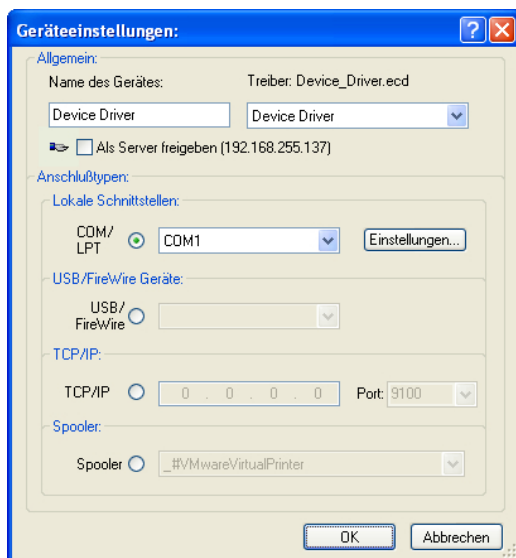 Geräteeinstellungen:
Allgemein:
Name des Gerätes: Treiber: Device_Driver.ecd
Device Driver Device Driver
Als Server freigeben (192.168.255.137)
Anschlußtypen:
Lokale Schnittstellen:
COM/
LPT COM1 Einstellungen...
USB/FireWire Geräte:
USB/
FireWire
TCP/IP:
TCP/IP 0 . 0 . 0 . 0 Port: 9100
Spooler:
Spooler _#VMwareVirtualPrinter
OK Abbrechen